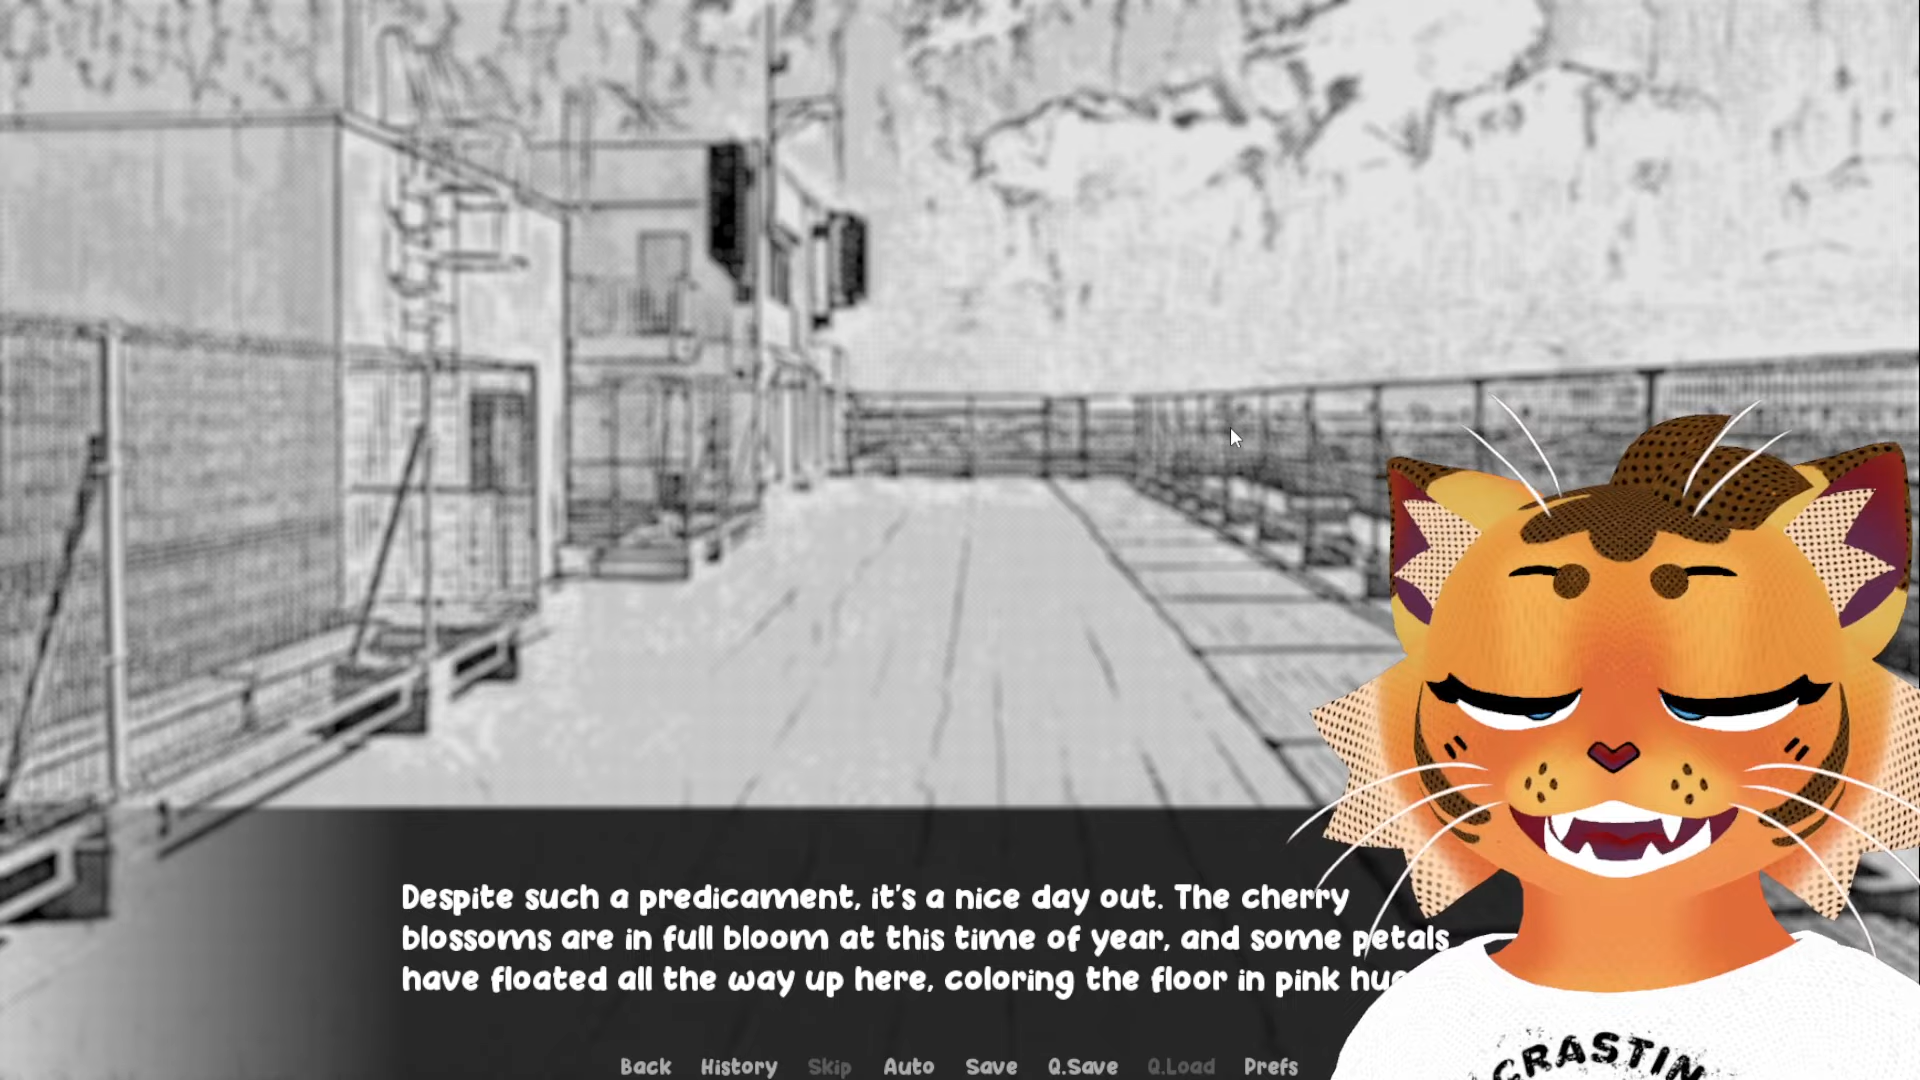 Despite such a predicament, it's a nice day out. The cherry
blossoms are in full bloom at this time of year, and some petals
have floated all the way up here, coloring the floor in pink
Back History Skip Auto Save Q.Save Q.Load Prefs